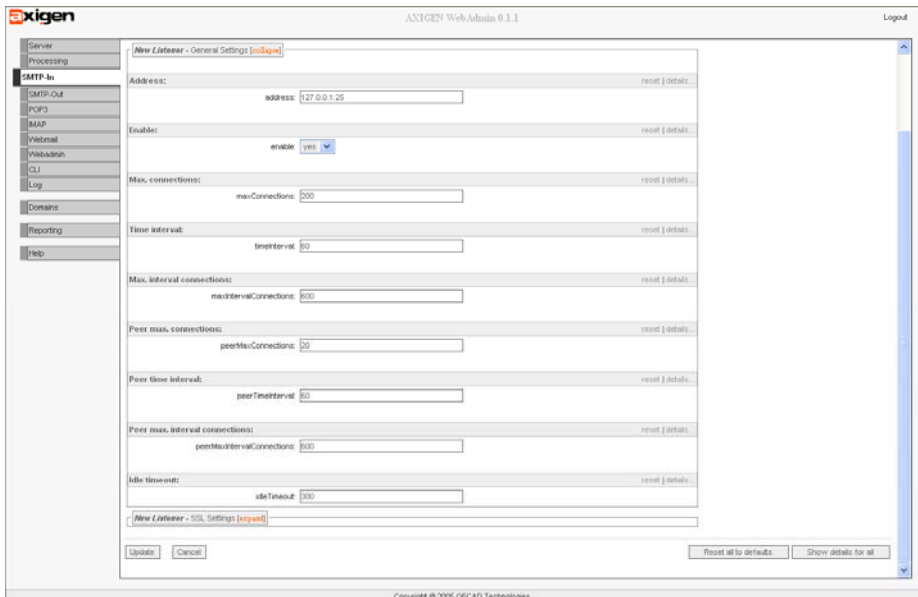 axigen
AXIGEN WebAdmin 0.1.1
Logout
Server
Processing
SMTP-In
SMTP-Out
POP3
IMAP
Webmail
Webadmin
CLI
Log
Domains
Reporting
Help
New Listener - General Settings [collapse]
Address: reset | details...
address: 127.0.0.1:25
Enable: reset | details...
enable: yes
Max. connections: reset | details...
maxConnections: 200
Time interval: reset | details...
timeInterval: 60
Max. interval connections: reset | details...
maxIntervalConnections: 600
Peer max. connections: reset | details...
peerMaxConnections: 20
Peer time interval: reset | details...
peerTimeInterval: 60
Peer max. interval connections: reset | details...
peerMaxIntervalConnections: 600
Idle timeout: reset | details...
idleTimeout: 300
New Listener - SSL Settings [expand]
Update Cancel Reset all to defaults Show details for all
Copyright © 2005 GECAD Technologies